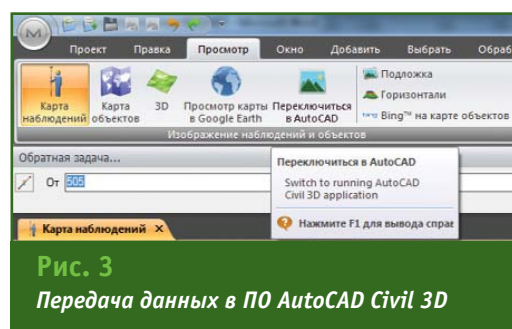 Проект Правка Просмотр Окно Добавить Выбрать Обраб
Карта наблюдений
Карта объектов
3D
Просмотр карты в Google Earth
Переключиться в AutoCAD
Подложка
Горизонтали
Bing™ на карте объектов
Изображение наблюдений и объектов
Обратная задача...
От 505
Переключиться в AutoCAD
Switch to running AutoCAD
Civil 3D application
Нажмите F1 для вывода справ
Карта наблюдений X
Рис. 3
Передача данных в ПО AutoCAD Civil 3D